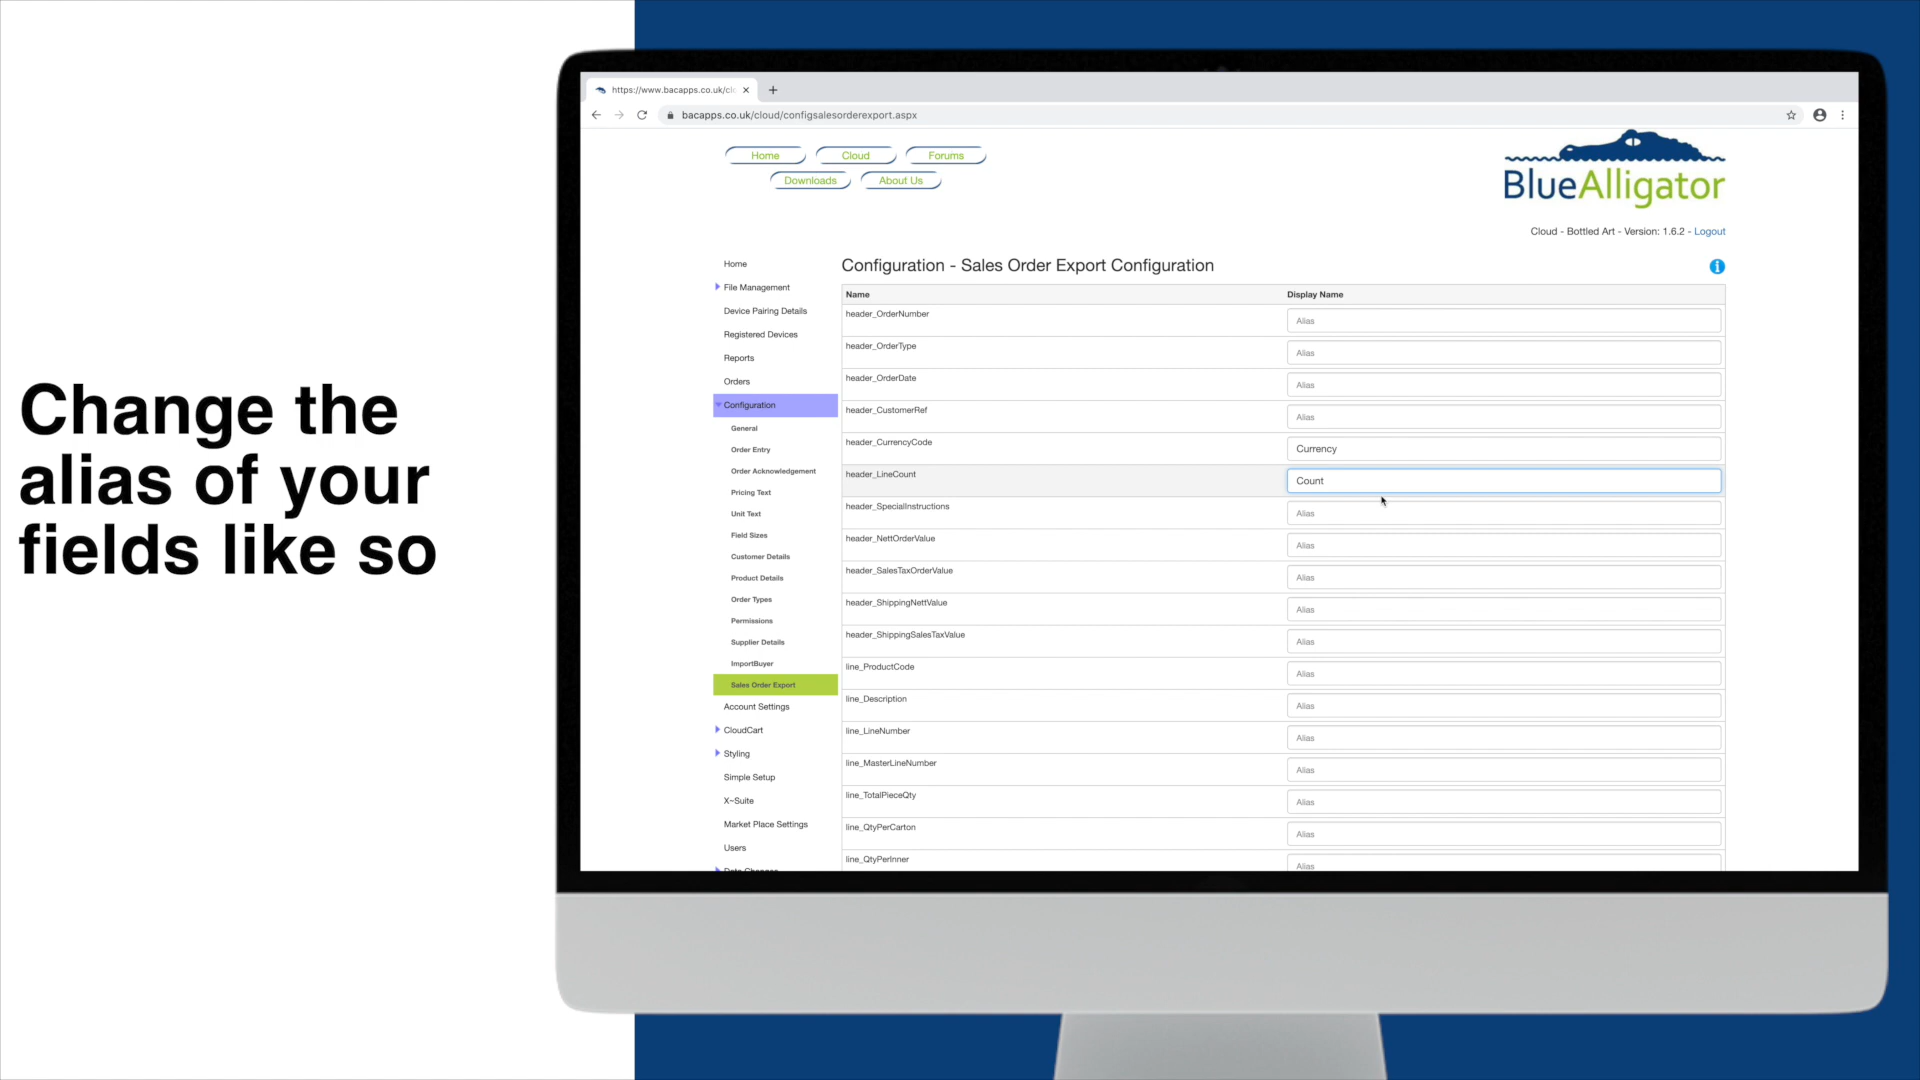 Change the
alias of your
fields like so
https://www.bacapps.co.uk/cl
bacapps.co.uk/cloud/configsalesorderexport.aspx
Home
Cloud
Forums
Downloads
About Us
BlueAlligator
Cloud - Bottled Art - Version: 1.6.2 - Logout
Home
File Management
Device Pairing Details
Registered Devices
Reports
Orders
Configuration
General
Order Entry
Order Acknowledgement
Pricing Text
Unit Text
Field Sizes
Customer Details
Product Details
Order Types
Permissions
Supplier Details
ImportBuyer
Sales Order Export
Account Settings
CloudCart
Styling
Simple Setup
X~Suite
Market Place Settings
Users
Configuration - Sales Order Export Configuration
Name Display Name
header_OrderNumber Alias
header_OrderType Alias
header_OrderDate Alias
header_CustomerRef Alias
header_CurrencyCode Currency
header_LineCount Count
header_SpecialInstructions Alias
header_NettOrderValue Alias
header_SalesTaxOrderValue Alias
header_ShippingNettValue Alias
header_ShippingSalesTaxValue Alias
line_ProductCode Alias
line_Description Alias
line_LineNumber Alias
line_MasterLineNumber Alias
line_TotalPieceQty Alias
line_QtyPerCarton Alias
line_QtyPerInner Alias